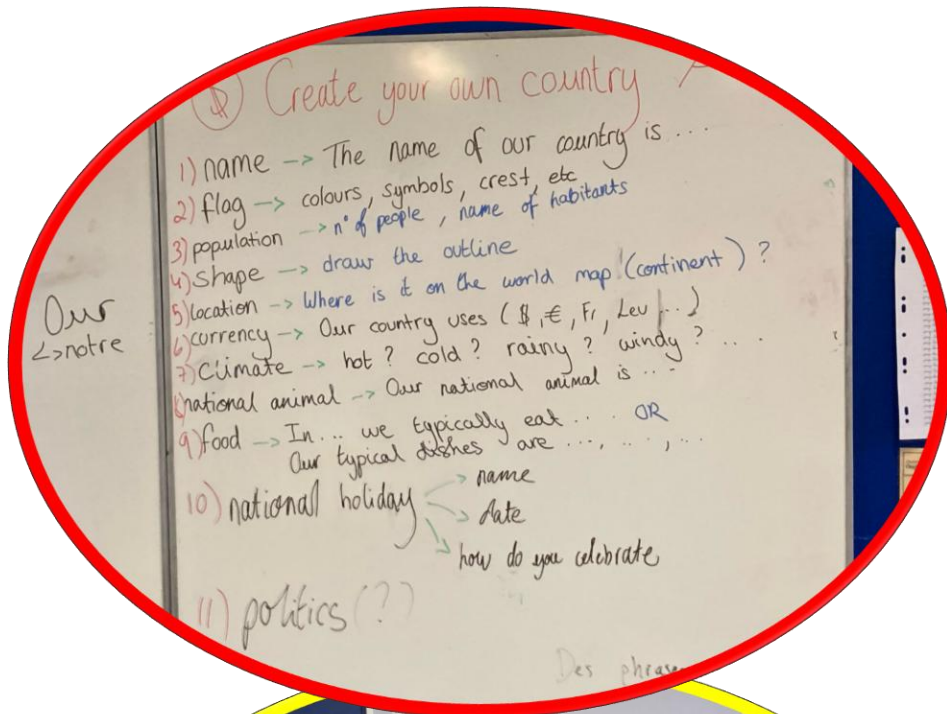 Create your own country
1) name -> The name of our country is ...
2) flag -> colours, symbols, crest, etc
3) population -> n° of people, name of habitants
4) shape -> draw the outline
5) location -> Where is it on the world map (continent) ?
6) currency -> Our country uses ($, €, Fr, Leu, ...)
7) Climate -> hot ? cold ? rainy ? windy ? ...
8) national animal -> Our national animal is ...
9) food -> In ... we typically eat ... OR
Our typical dishes are ..., ..., ...
10) national holiday -> name
-> date
-> how do you celebrate
11) politics (?)
Des
Our
↳ notre